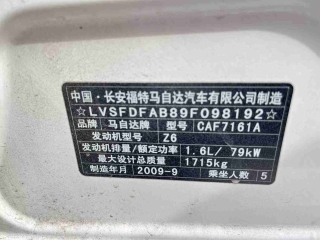 中国·长安福特马自达汽车有限公司制造
☆LVSFDFAB89F098192☆
品牌 马自达牌 型号 CAF7161A
发动机型号 Z6
发动机排量/额定功率 1.6L/ 79kW
最大设计总质量 1715kg
制造年月 2009-9 乘坐人数 5